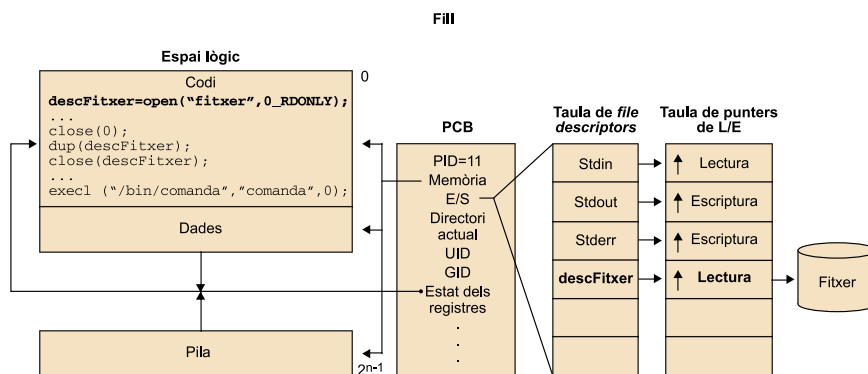 Fill
Espai lògic
Codi
0
descFitxer=open("fitxer",0_RDONLY);
...
close(0);
dup(descFitxer);
close(descFitxer);
...
execl ("/bin/comanda","comanda",0);
Dades
Pila
2n-1
PCB
PID=11
Memòria
E/S
Directori
actual
UID
GID
Estat dels
registres
.
.
.
Taula de file
descriptors
Stdin
Stdout
Stderr
descFitxer
Taula de punters
de L/E
Lectura
Escriptura
Escriptura
Lectura
Fitxer